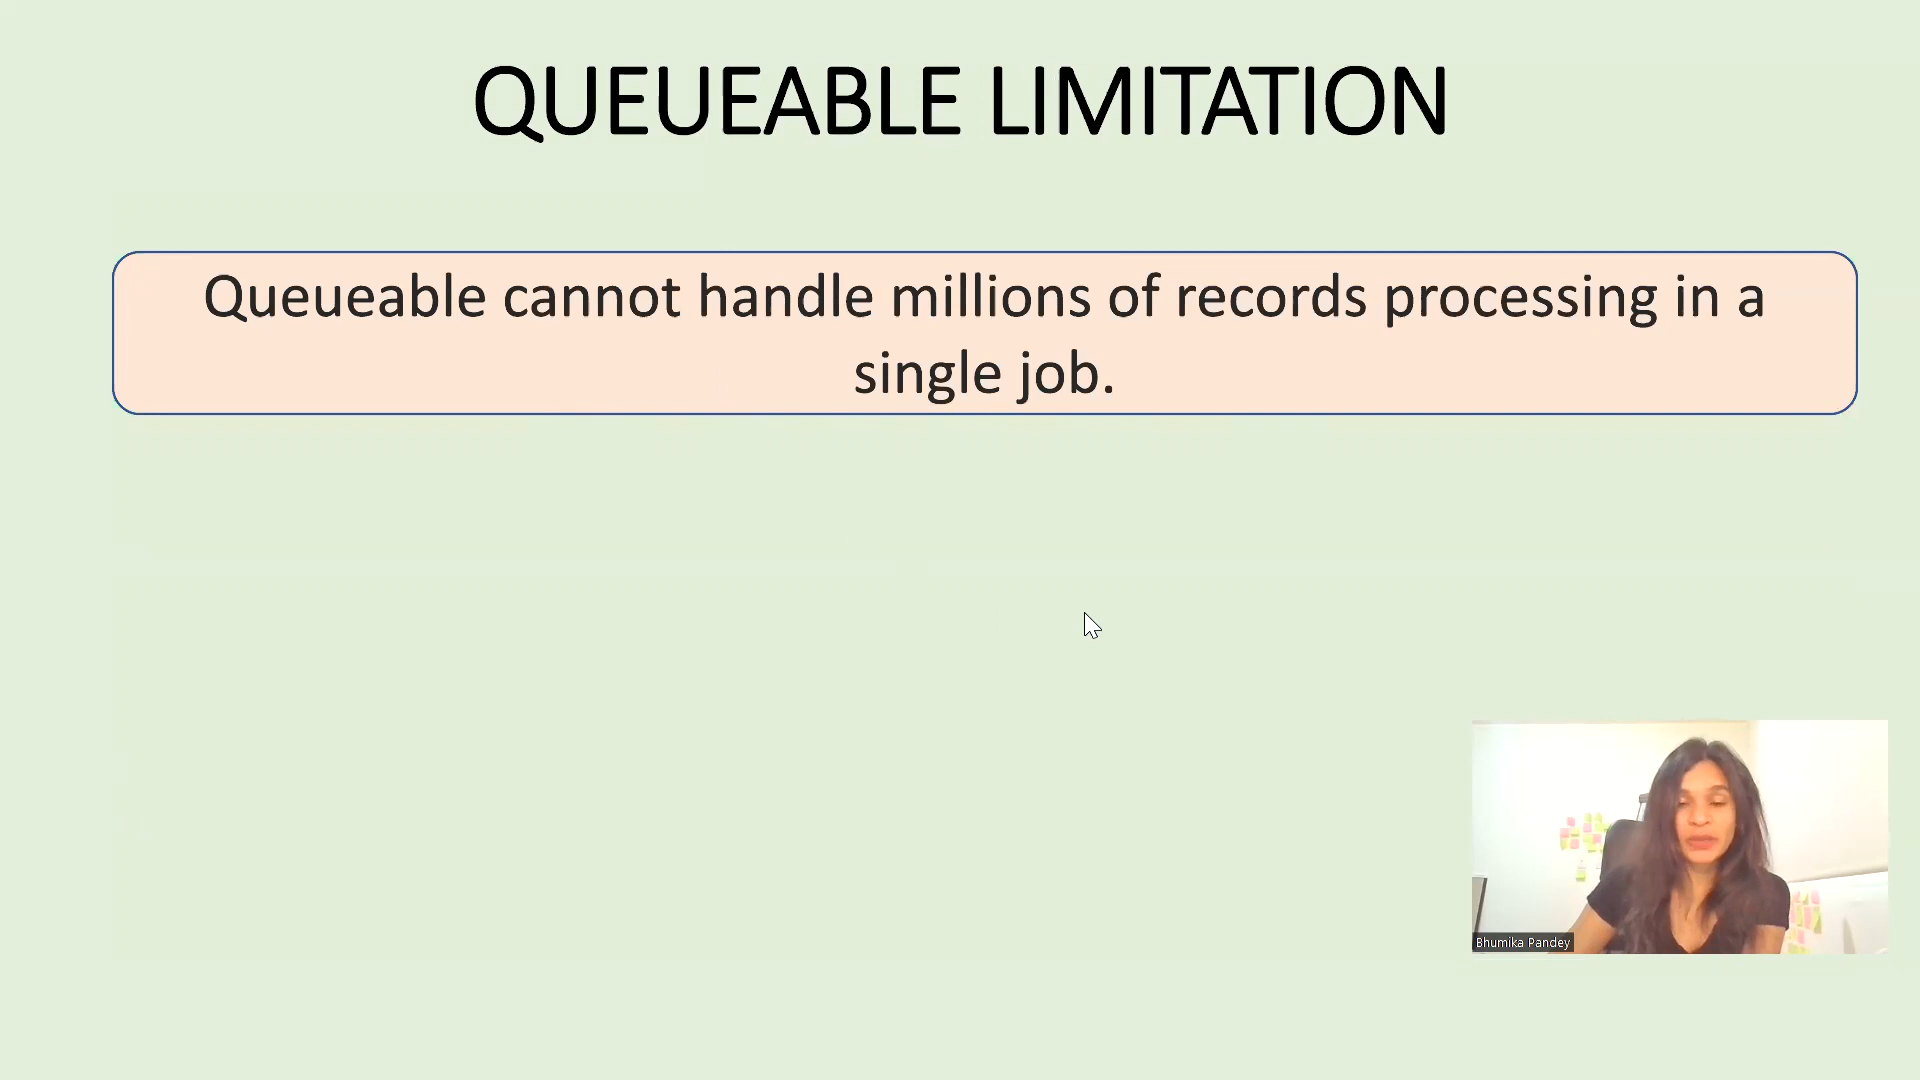 QUEUEABLE LIMITATION
Queueable cannot handle millions of records processing in a
single job.
Bhumika Pandey